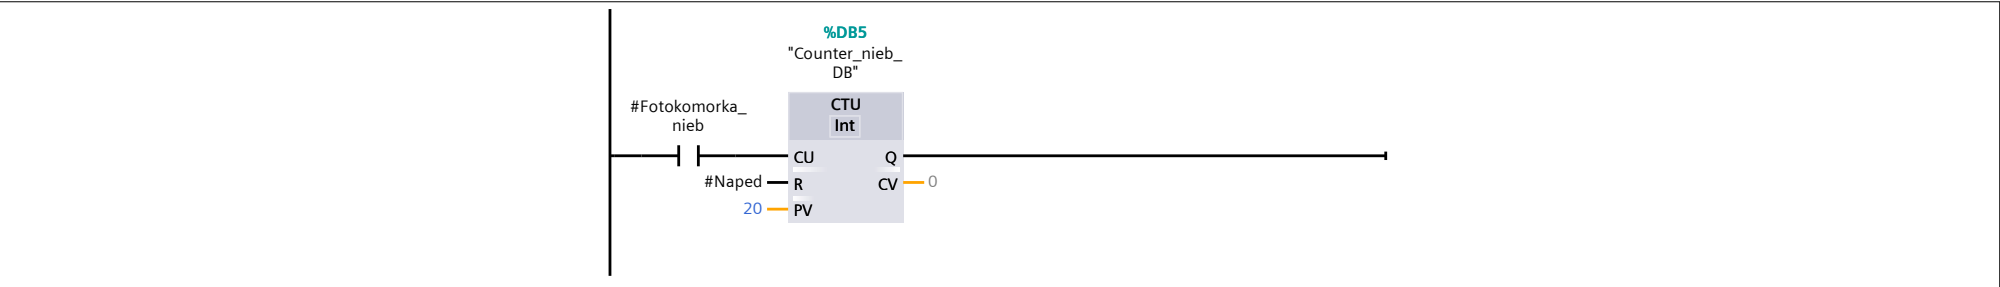 %DB5
"Counter_nieb_
DB"
#Fotokomorka_
nieb
CTU
Int
CU
Q
#Naped
R
CV
0
20
PV